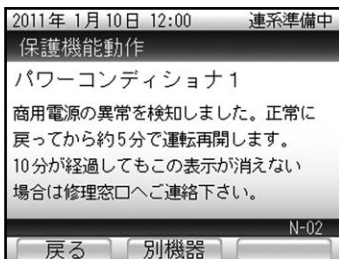 2011年 1月10日 12:00 連系準備中
保護機能動作
パワーコンディショナ1
商用電源の異常を検知しました。正常に
戻ってから約5分で運転再開します。
10分が経過してもこの表示が消えない
場合は修理窓口へご連絡下さい。
N-02
戻る 別機器